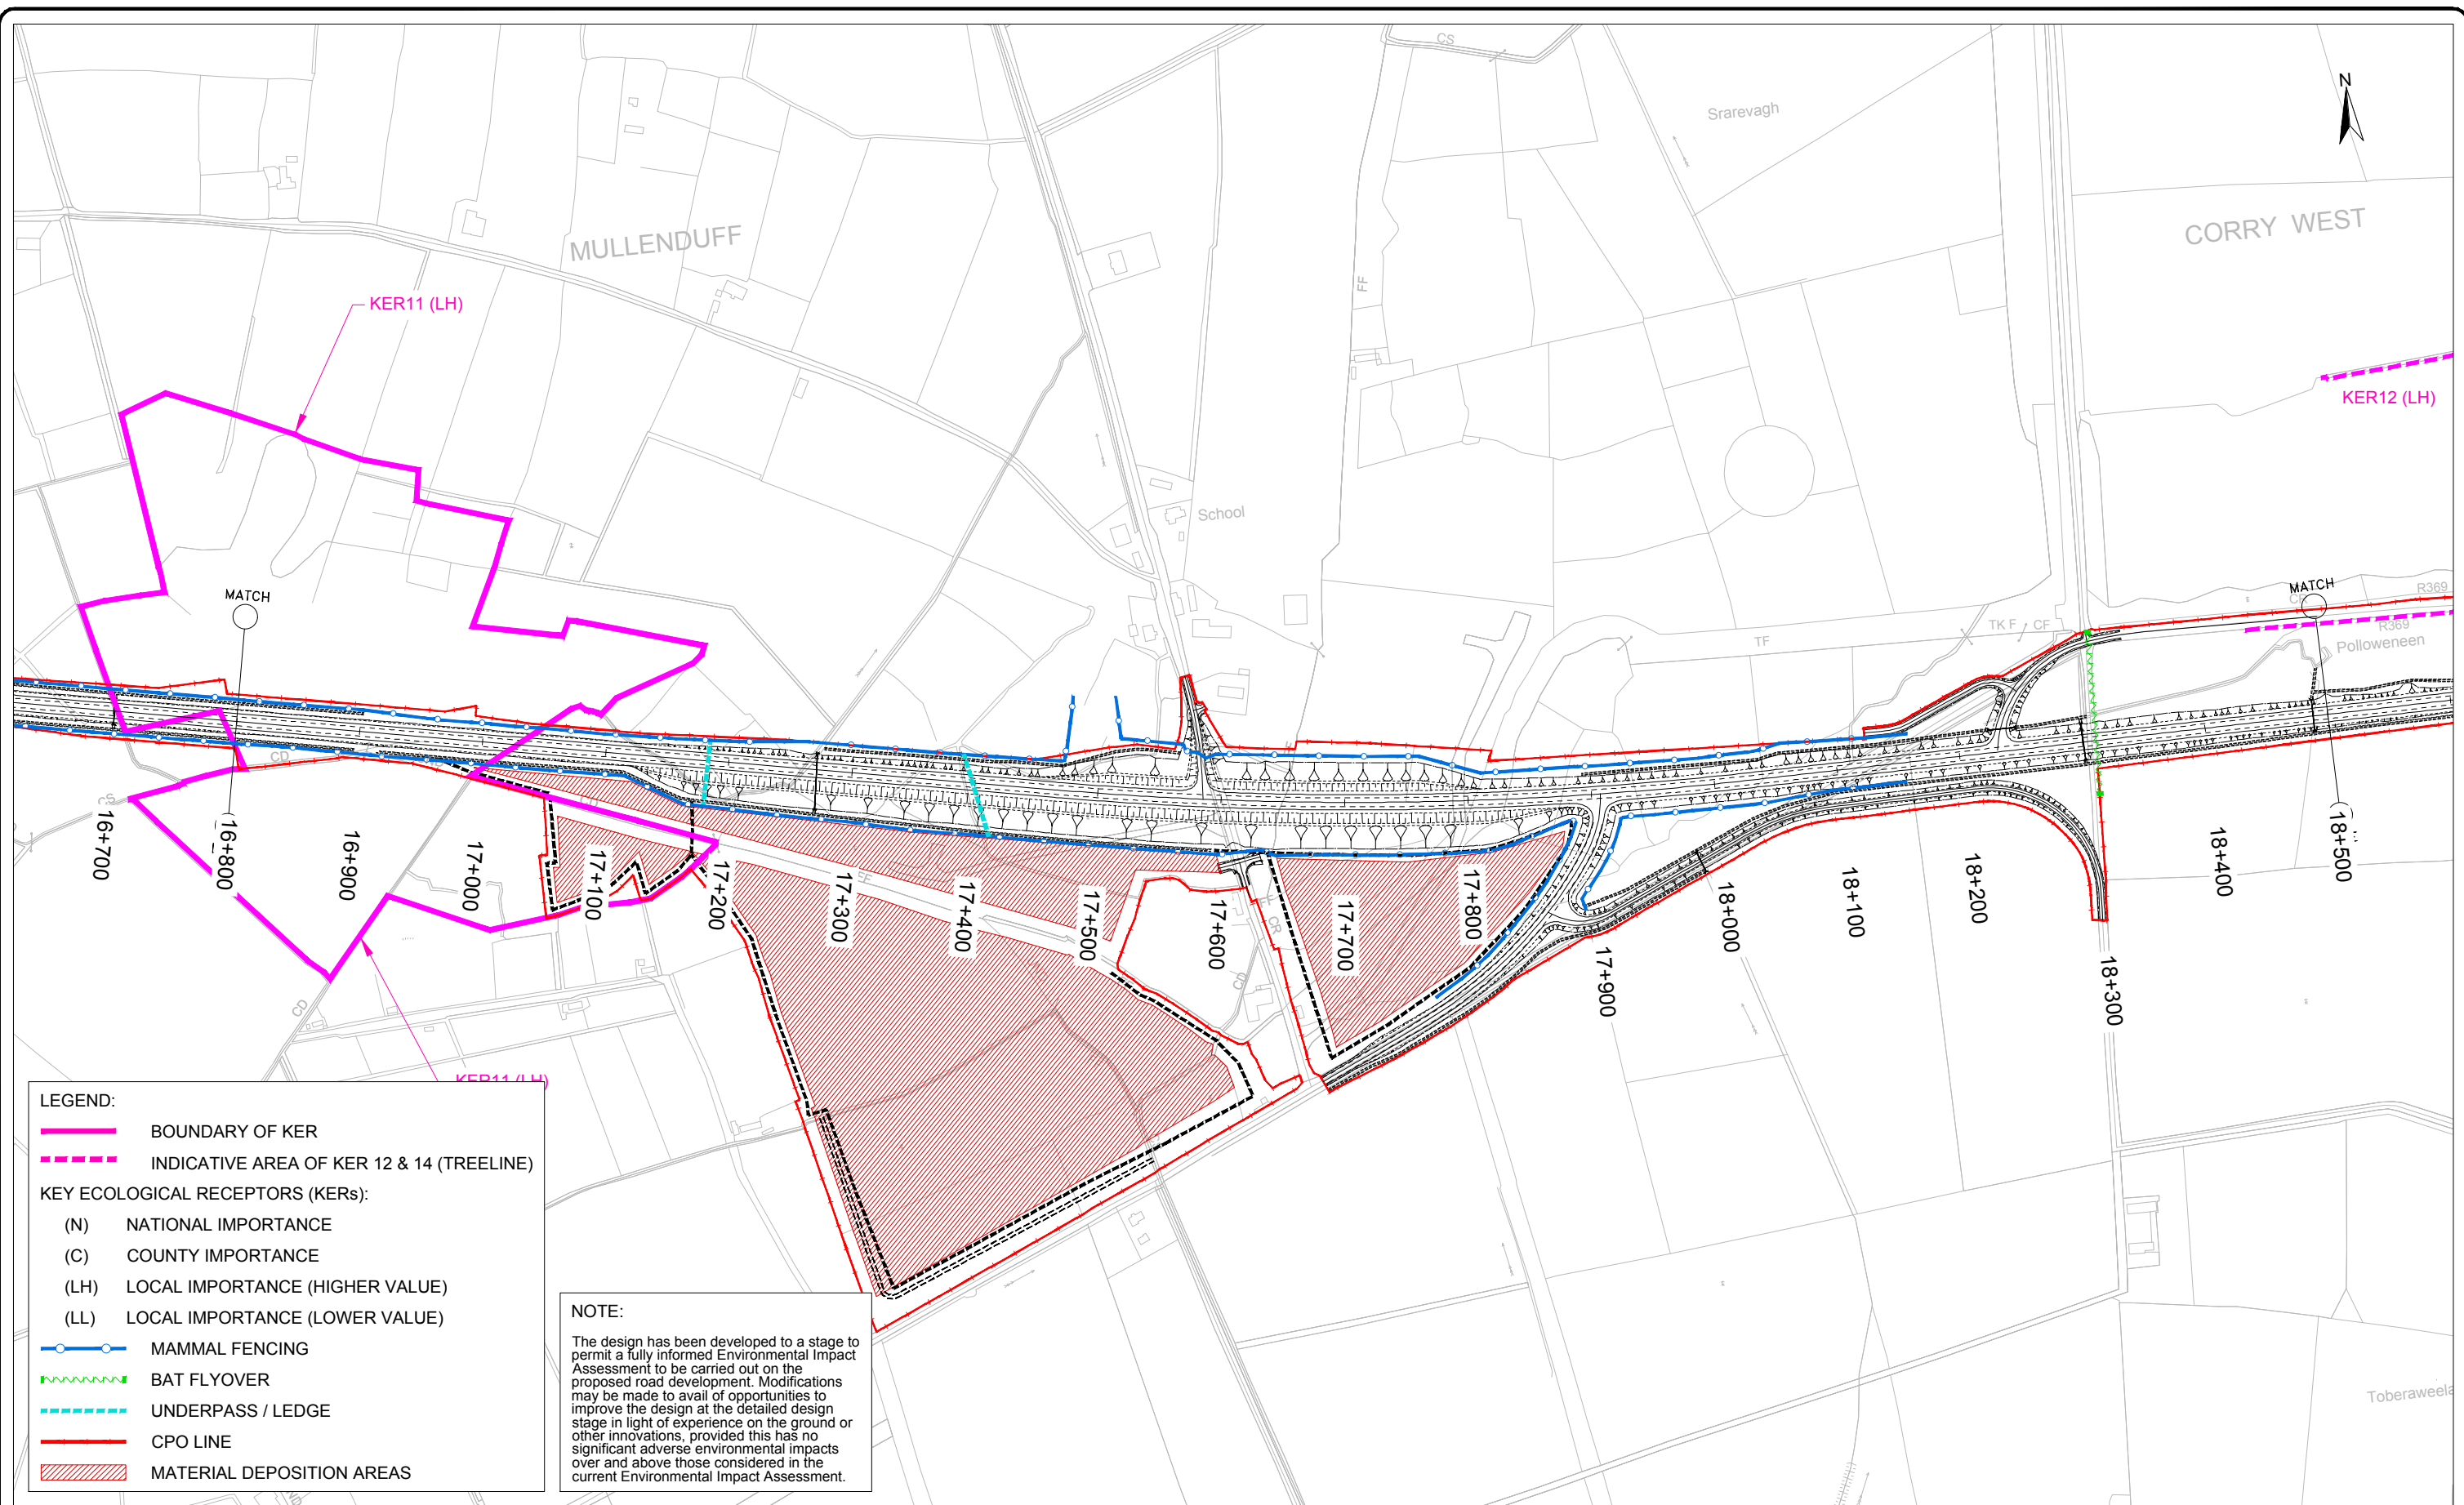 CS
N
Srarevagh
CORRY WEST
MULLENDUFF
FF
KER11 (LH)
KER12 (LH)
School
MATCH
MATCH
R369
CF
R369
TK F
CF
TF
Polloweneen
CD
CS
16+700
16+800
16+900
17+000
17+100
17+200
17+300
17+400
17+500
17+600
17+700
17+800
17+900
18+000
18+100
18+200
18+300
18+400
18+500
FF
FF
CR
CD
KER11 (LH)
Toberaweela
LEGEND:
BOUNDARY OF KER
INDICATIVE AREA OF KER 12 & 14 (TREELINE)
KEY ECOLOGICAL RECEPTORS (KERs):
(N) NATIONAL IMPORTANCE
(C) COUNTY IMPORTANCE
(LH) LOCAL IMPORTANCE (HIGHER VALUE)
(LL) LOCAL IMPORTANCE (LOWER VALUE)
MAMMAL FENCING
BAT FLYOVER
UNDERPASS / LEDGE
CPO LINE
MATERIAL DEPOSITION AREAS
NOTE:
The design has been developed to a stage to
permit a fully informed Environmental Impact
Assessment to be carried out on the
proposed road development. Modifications
may be made to avail of opportunities to
improve the design at the detailed design
stage in light of experience on the ground or
other innovations, provided this has no
significant adverse environmental impacts
over and above those considered in the
current Environmental Impact Assessment.